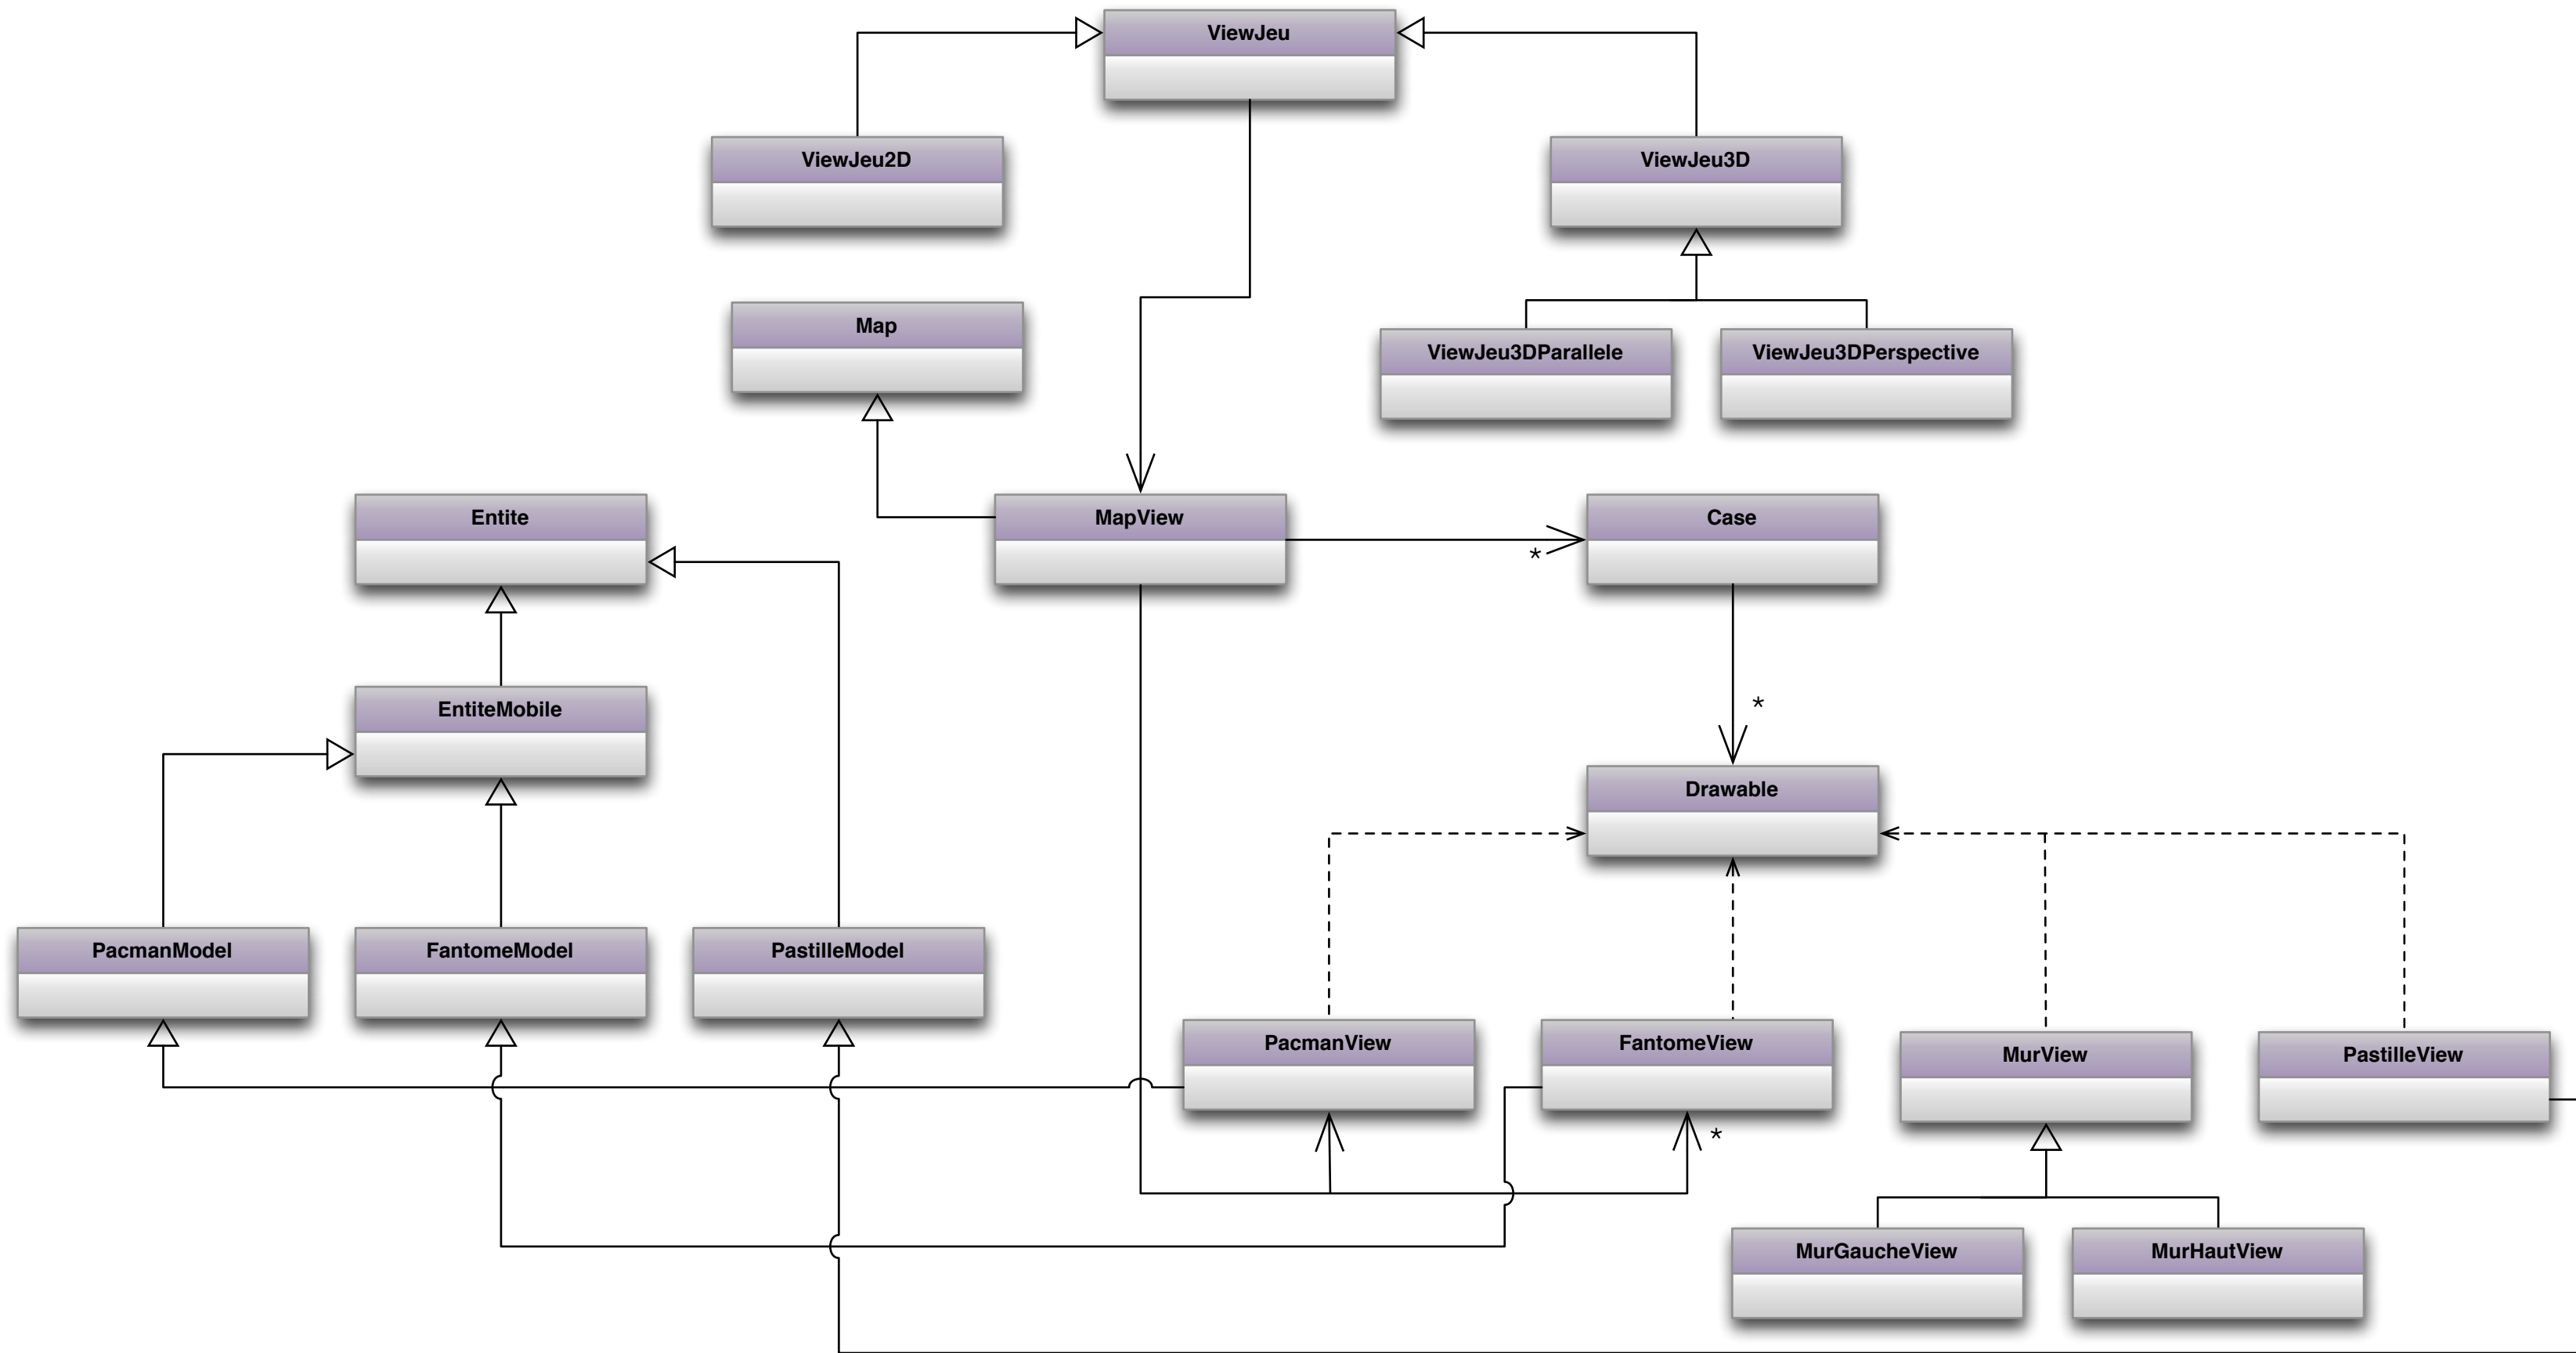 ViewJeu
ViewJeu2D
ViewJeu3D
Map
ViewJeu3DParallele
ViewJeu3DPerspective
Entite
MapView
Case
*
EntiteMobile
*
Drawable
PacmanModel
FantomeModel
PastilleModel
PacmanView
FantomeView
MurView
PastilleView
*
MurGaucheView
MurHautView